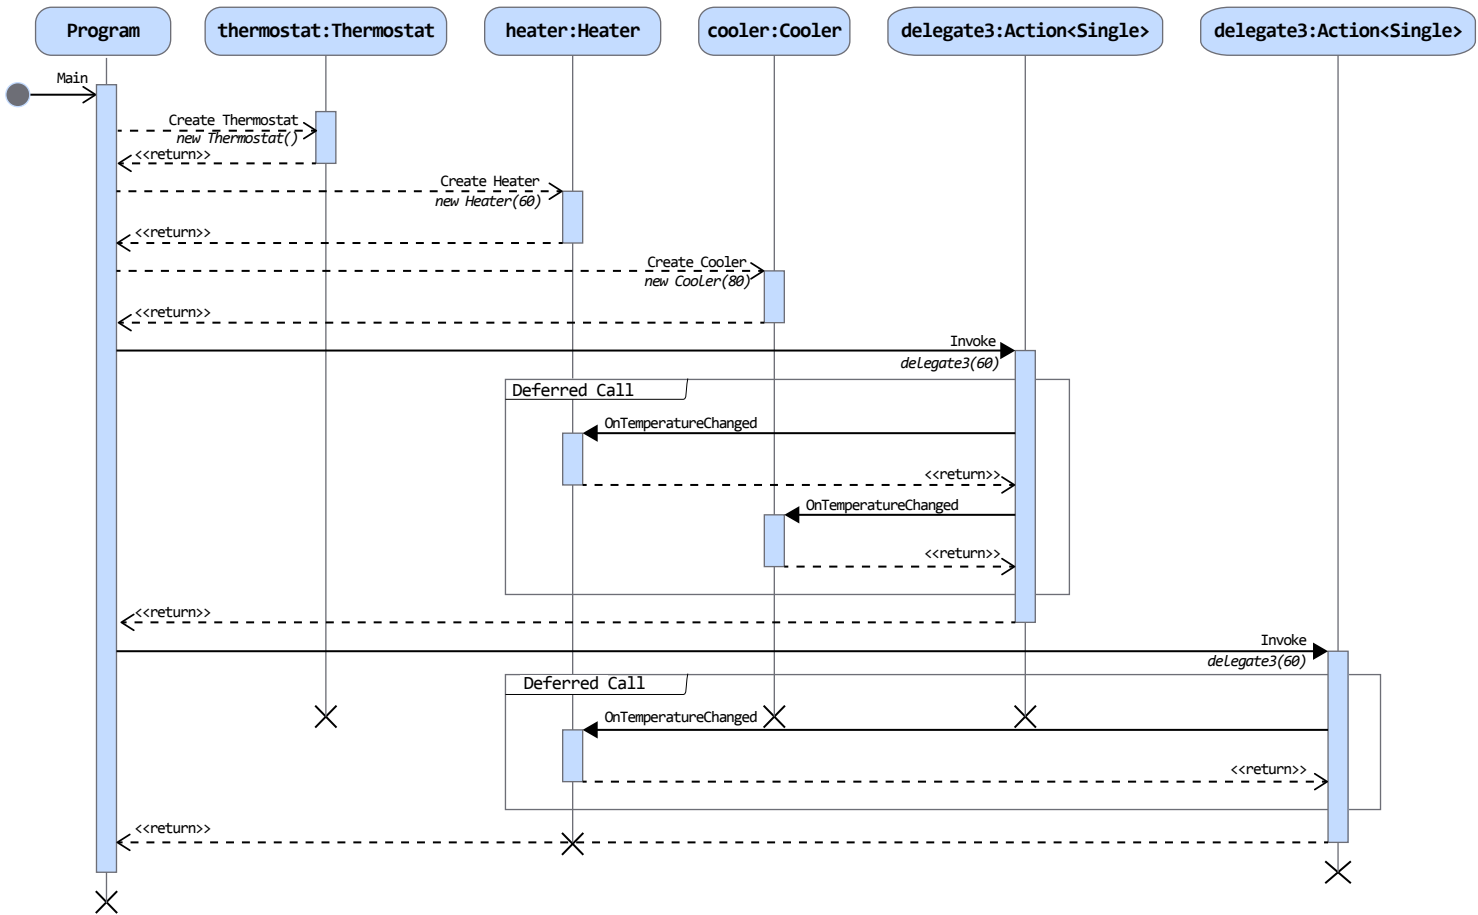 Program
thermostat:Thermostat
heater:Heater
cooler:Cooler
delegate3:Action<Single>
delegate3:Action<Single>
Main
Create Thermostat
new Thermostat()
<<return>>
Create Heater
new Heater(60)
<<return>>
Create Cooler
new Cooler(80)
<<return>>
Invoke
delegate3(60)
Deferred Call
OnTemperatureChanged
<<return>>
OnTemperatureChanged
<<return>>
<<return>>
Invoke
delegate3(60)
Deferred Call
OnTemperatureChanged
<<return>>
<<return>>